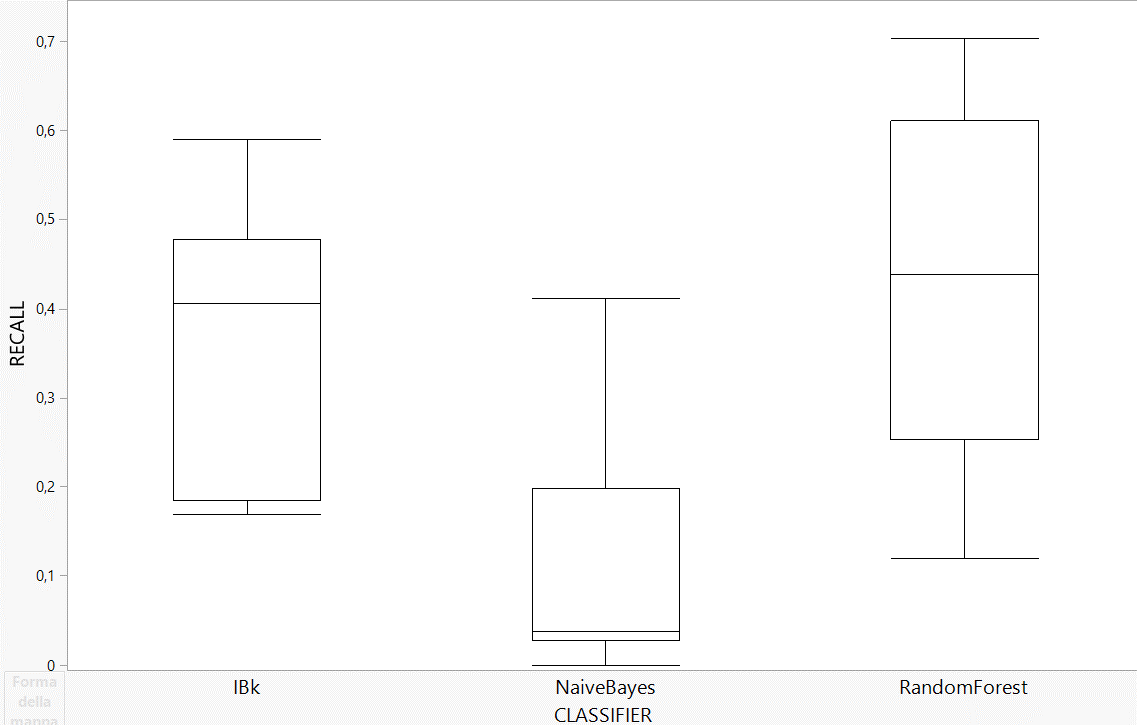 0,7
0,6
0,5
0,4
0,3
0,2
0,1
0
RECALL
IBk
NaiveBayes
RandomForest
CLASSIFIER
Forma
della
mappa